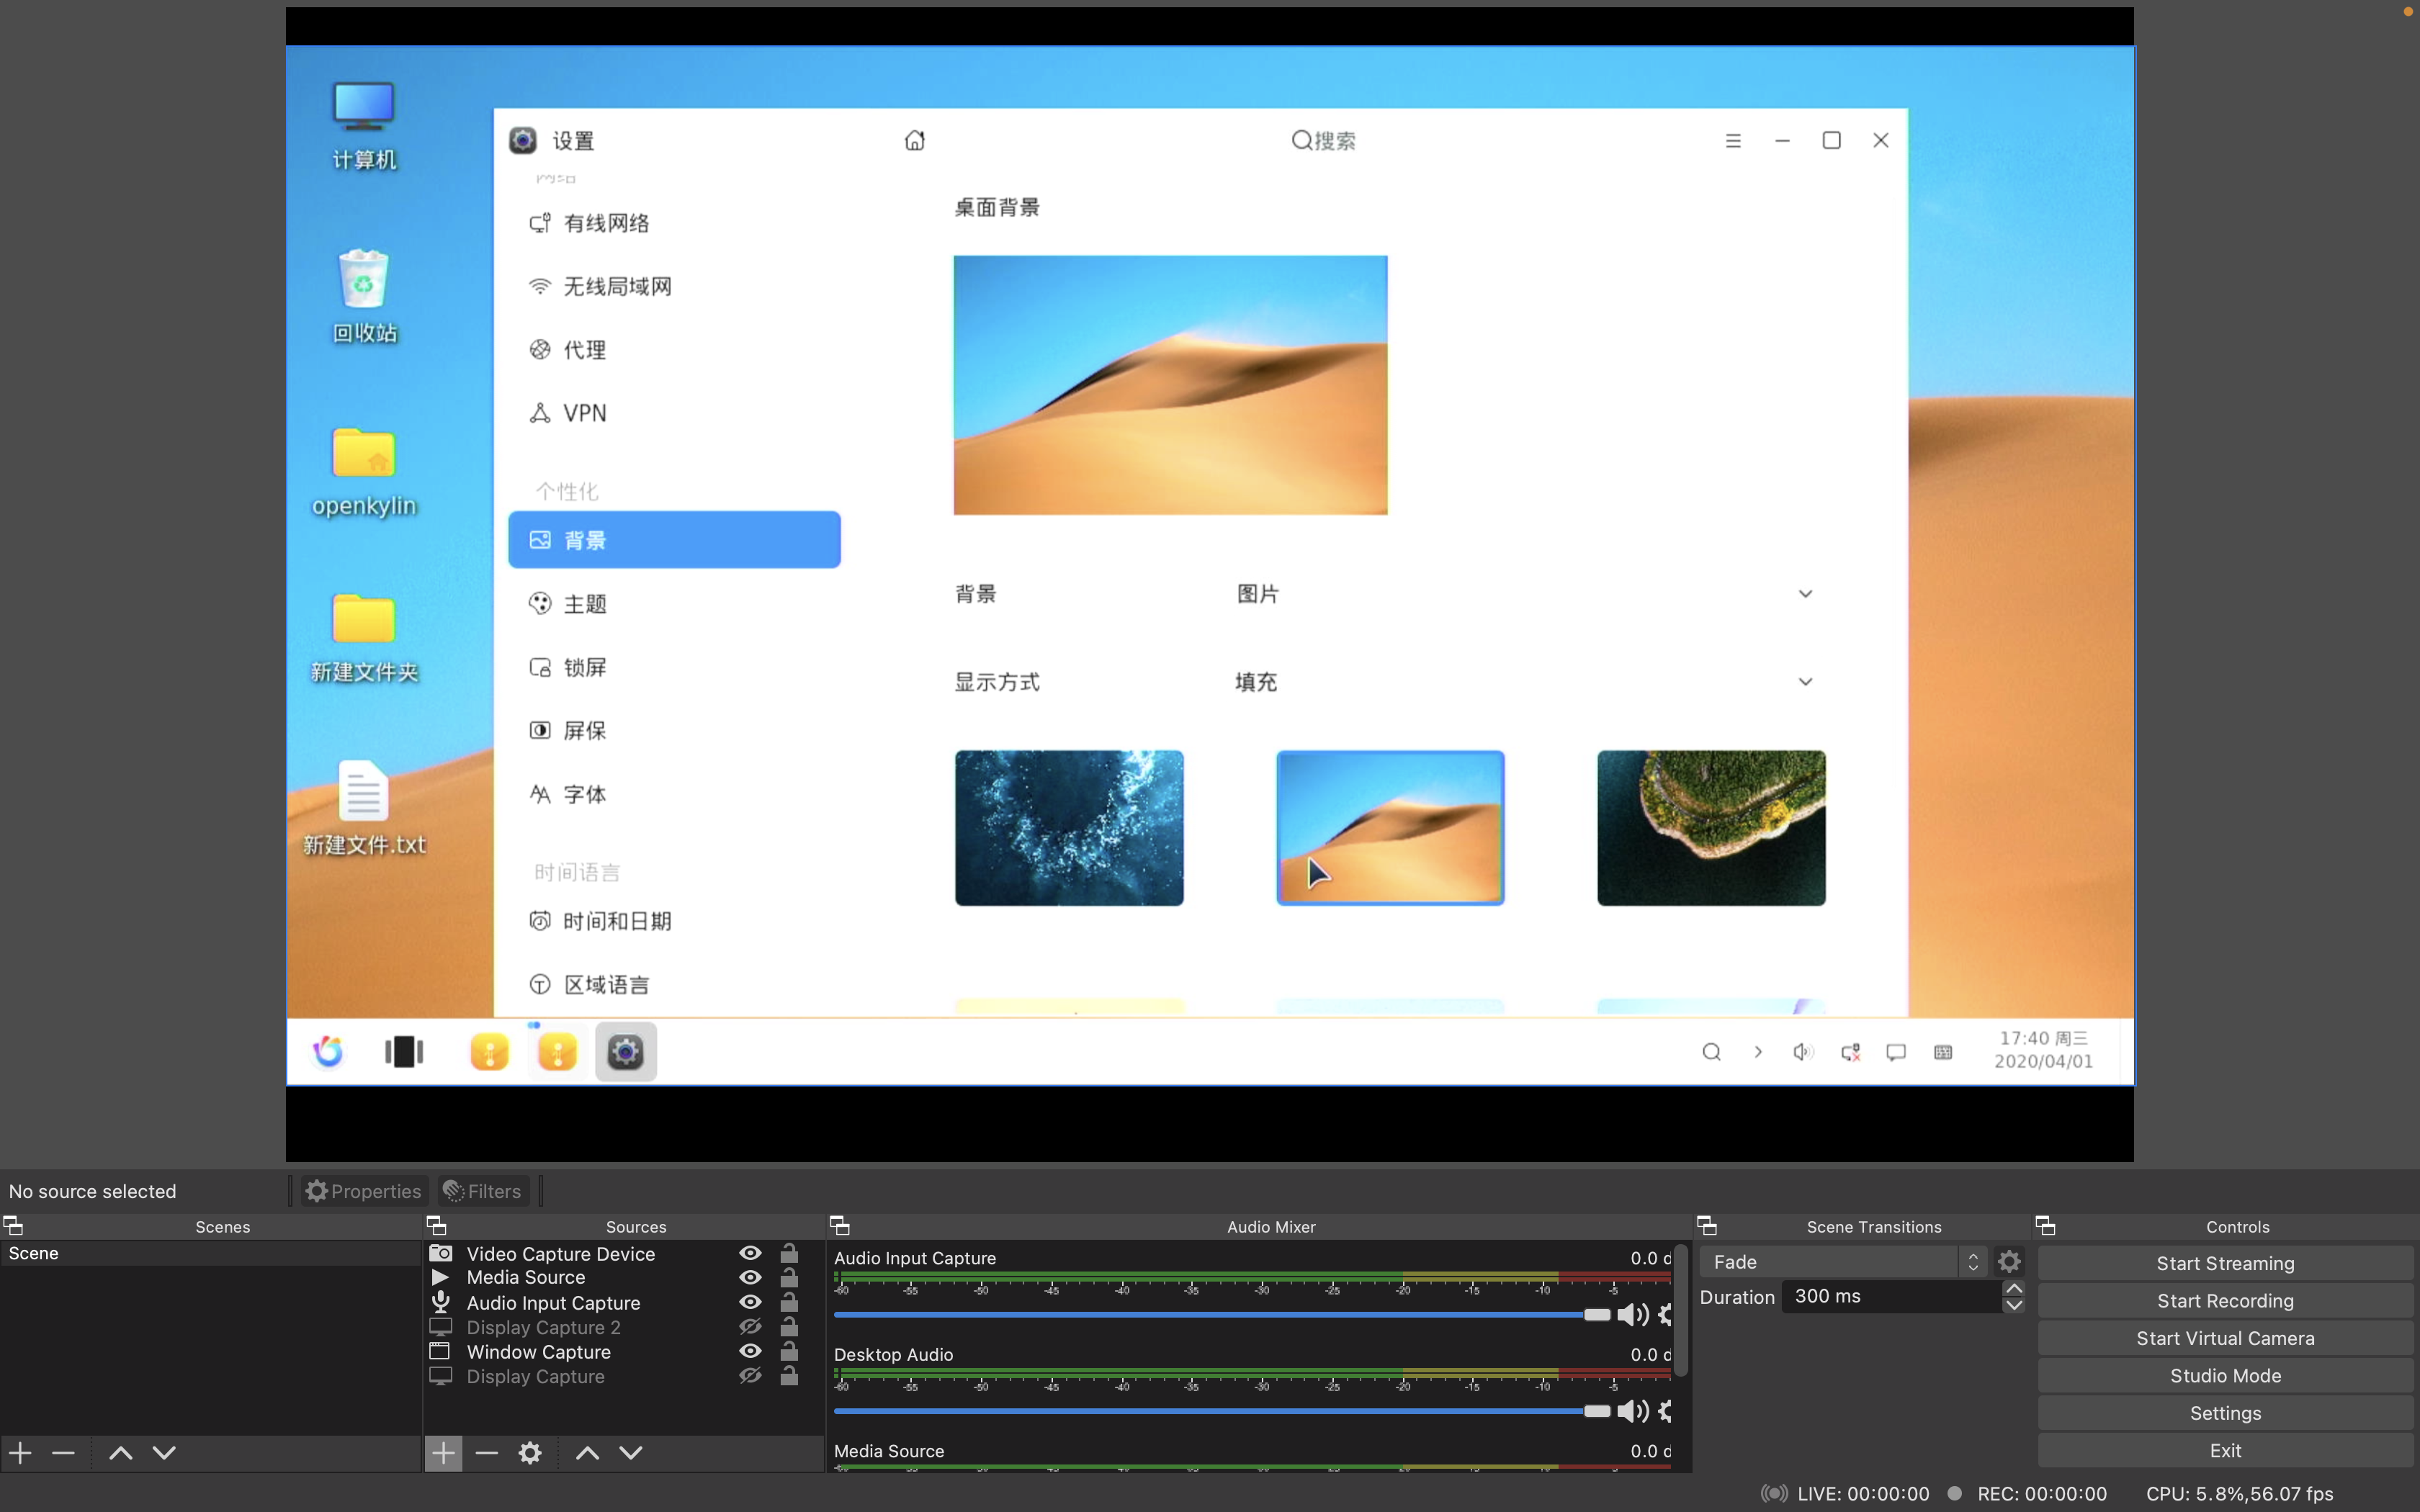 计算机
回收站
openkylin
新建文件夹
新建文件.txt
设置
搜索
网络
有线网络
无线局域网
代理
VPN
个性化
背景
主题
锁屏
屏保
字体
时间语言
时间和日期
区域语言
桌面背景
背景 图片
显示方式 填充
17:40 周三
2020/04/01
No source selected
Properties
Filters
Scenes
Scene
Sources
Video Capture Device
Media Source
Audio Input Capture
Display Capture 2
Window Capture
Display Capture
Audio Mixer
Audio Input Capture 0.0 d
-60 -55 -50 -45 -40 -35 -30 -25 -20 -15 -10 -5
Desktop Audio 0.0 d
-60 -55 -50 -45 -40 -35 -30 -25 -20 -15 -10 -5
Media Source 0.0 d
Scene Transitions
Fade
Duration 300 ms
Controls
Start Streaming
Start Recording
Start Virtual Camera
Studio Mode
Settings
Exit
LIVE: 00:00:00 REC: 00:00:00 CPU: 5.8%,56.07 fps